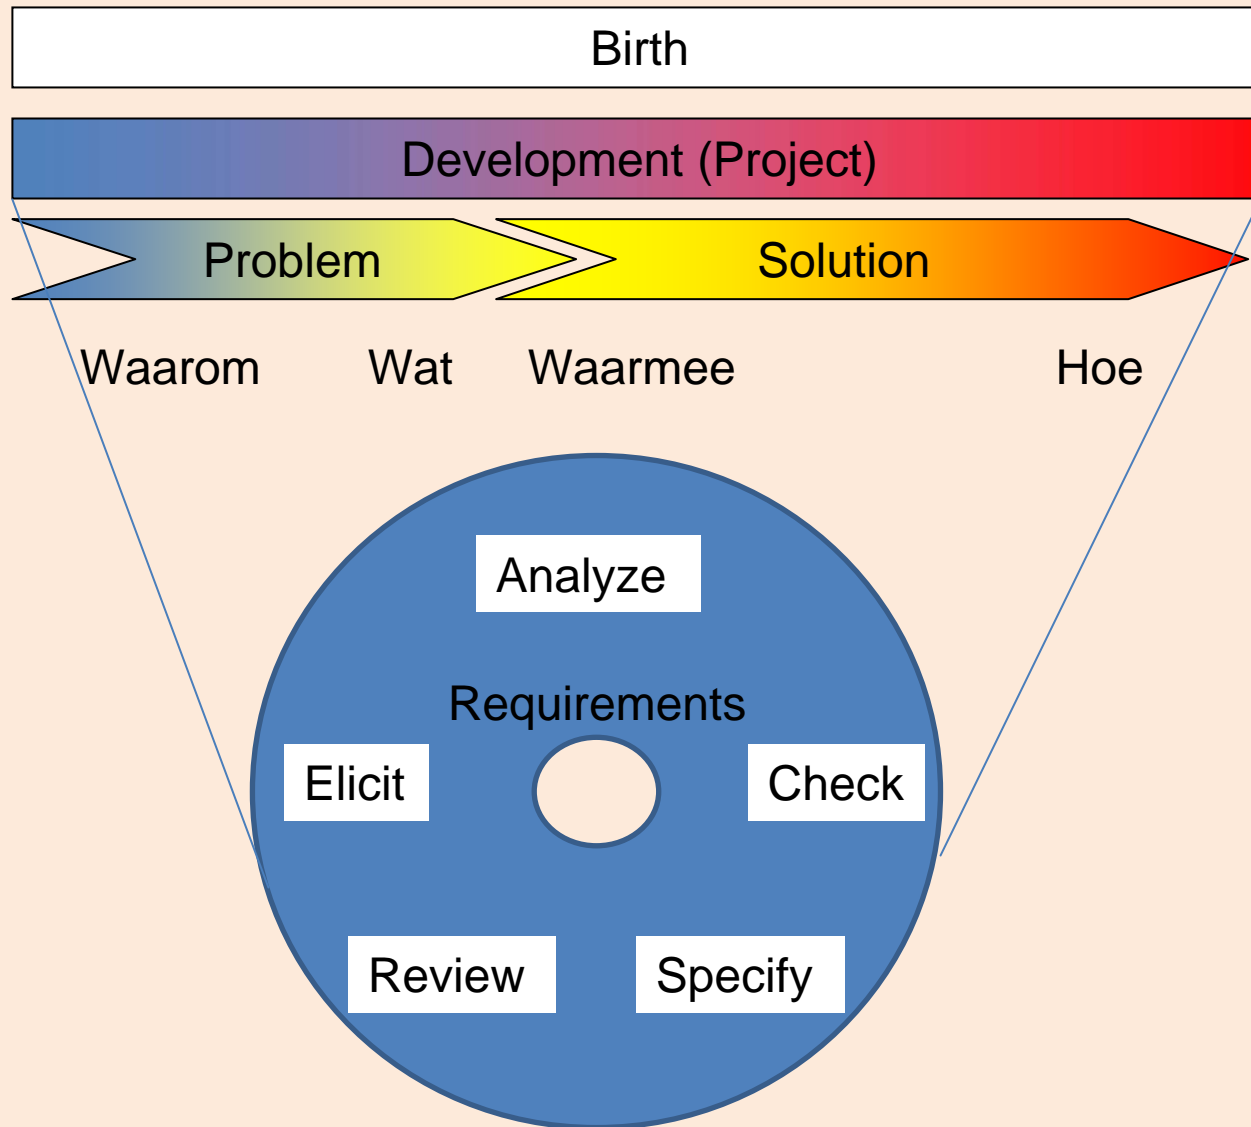 Birth
Development (Project)
Problem Solution
Waarom Wat Waarmee Hoe
Analyze
Requirements
Elicit Check
Review Specify